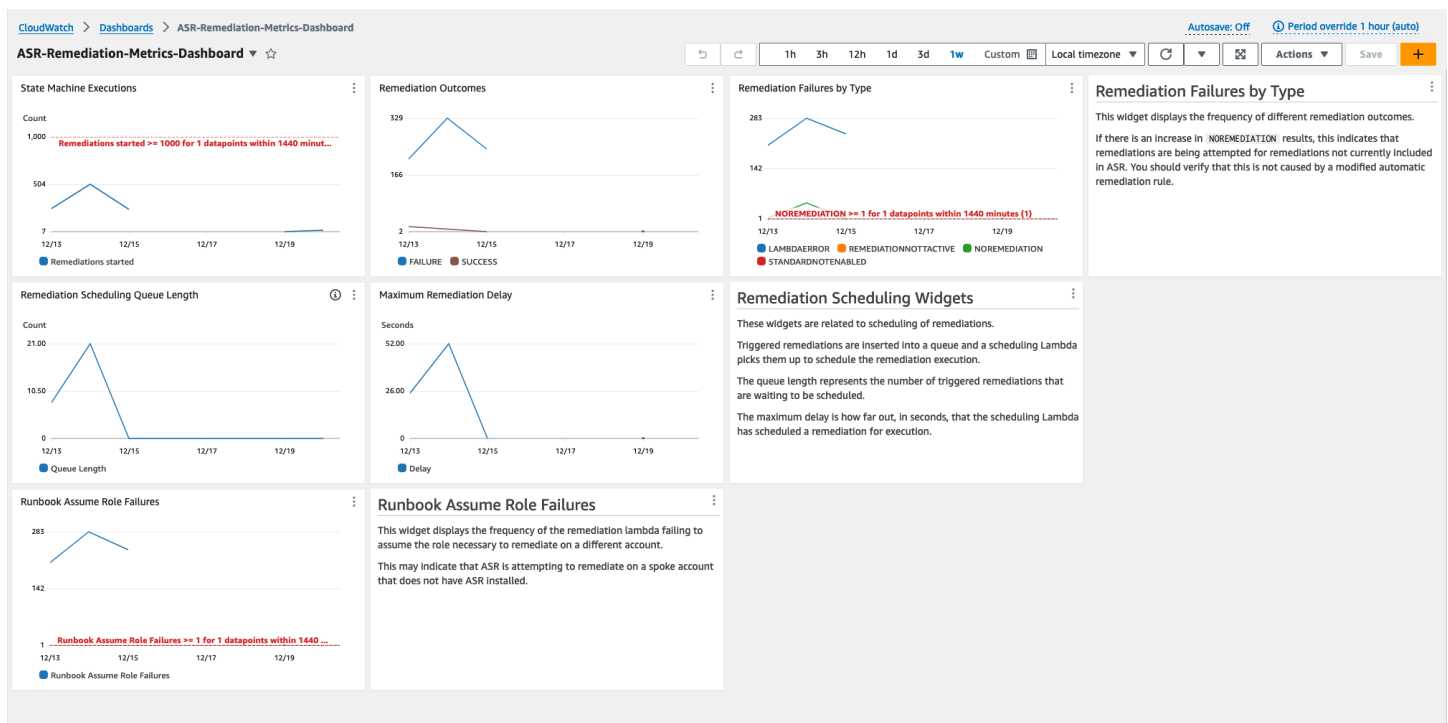 CloudWatch > Dashboards > ASR-Remediation-Metrics-Dashboard
Autosave: Off Period override 1 hour (auto)
ASR-Remediation-Metrics-Dashboard
1h 3h 12h 1d 3d 1w Custom Local timezone Actions Save +
State Machine Executions
Count
1,000
Remediations started >= 1000 for 1 datapoints within 1440 minut...
504
7
12/13 12/15 12/17 12/19
Remediations started
Remediation Outcomes
329
166
2
12/13 12/15 12/17 12/19
FAILURE SUCCESS
Remediation Failures by Type
283
142
1
NOREMEDIATION >= 1 for 1 datapoints within 1440 minutes (1)
12/13 12/15 12/17 12/19
LAMBDAERROR REMEDIATIONNOTTACTIVE NOREMEDIATION
STANDARDNOTENABLED
Remediation Failures by Type
This widget displays the frequency of different remediation outcomes.
If there is an increase in NOREMEDIATION results, this indicates that
remediations are being attempted for remediations not currently included
in ASR. You should verify that this is not caused by a modified automatic
remediation rule.
Remediation Scheduling Queue Length
Count
21.00
10.50
0
12/13 12/15 12/17 12/19
Queue Length
Maximum Remediation Delay
Seconds
52.00
26.00
0
12/13 12/15 12/17 12/19
Delay
Remediation Scheduling Widgets
These widgets are related to scheduling of remediations.
Triggered remediations are inserted into a queue and a scheduling Lambda
picks them up to schedule the remediation execution.
The queue length represents the number of triggered remediations that
are waiting to be scheduled.
The maximum delay is how far out, in seconds, that the scheduling Lambda
has scheduled a remediation for execution.
Runbook Assume Role Failures
283
142
1
Runbook Assume Role Failures >= 1 for 1 datapoints within 1440 ...
12/13 12/15 12/17 12/19
Runbook Assume Role Failures
Runbook Assume Role Failures
This widget displays the frequency of the remediation lambda failing to
assume the role necessary to remediate on a different account.
This may indicate that ASR is attempting to remediate on a spoke account
that does not have ASR installed.